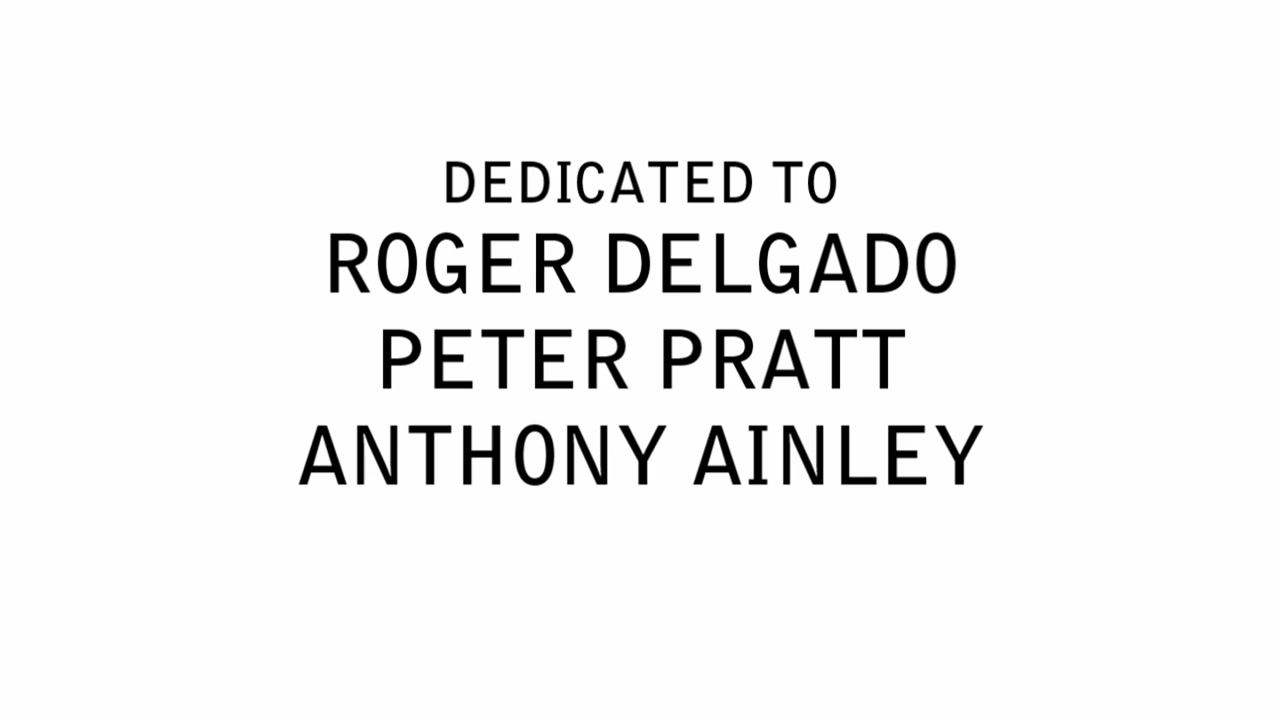 DEDICATED TO
ROGER DELGADO
PETER PRATT
ANTHONY AINLEY